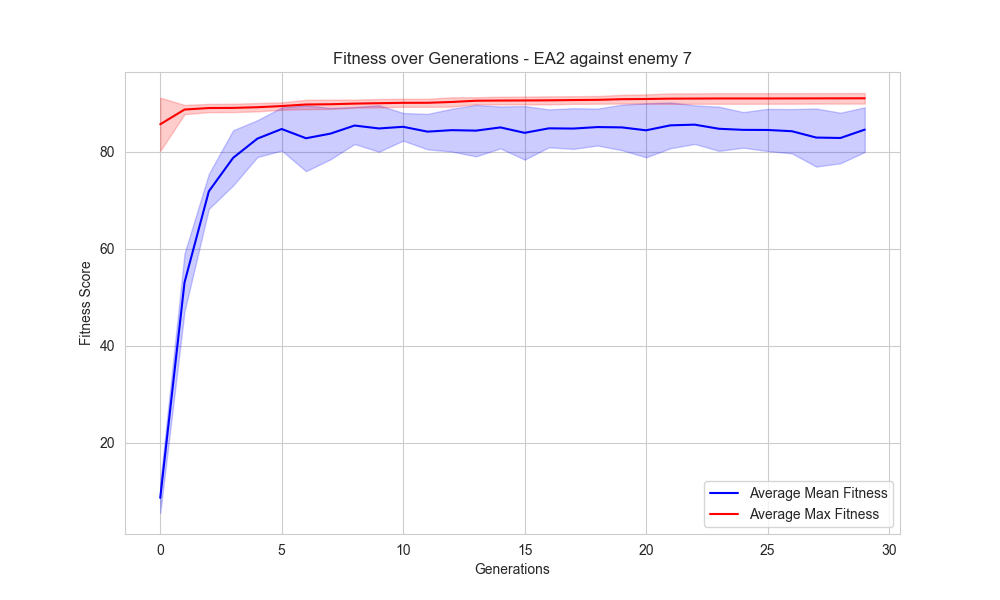 Fitness over Generations - EA2 against enemy 7
Fitness Score
80
60
40
20
0 5 10 15 20 25 30
Generations
Average Mean Fitness
Average Max Fitness